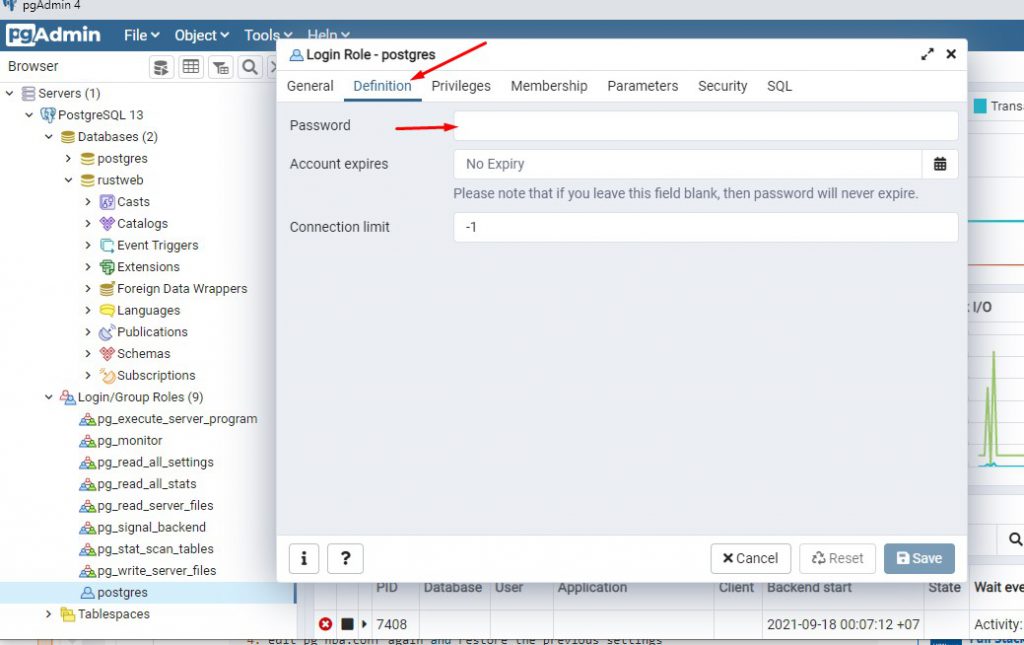 pgAdmin 4
pgAdmin File Object Tools Help
Browser
Servers (1)
PostgreSQL 13
Databases (2)
postgres
rustweb
Casts
Catalogs
Event Triggers
Extensions
Foreign Data Wrappers
Languages
Publications
Schemas
Subscriptions
Login/Group Roles (9)
pg_execute_server_program
pg_monitor
pg_read_all_settings
pg_read_all_stats
pg_read_server_files
pg_signal_backend
pg_stat_scan_tables
pg_write_server_files
postgres
Tablespaces
Login Role - postgres
General Definition Privileges Membership Parameters Security SQL
Password
Account expires No Expiry
Please note that if you leave this field blank, then password will never expire.
Connection limit -1
i ? Cancel Reset Save
Trans
I/O
PID Database User Application Client Backend start State Wait eve
7408 2021-09-18 00:07:12 +07 Activity:
4. edit pg_hba.conf again and restore the previous settings